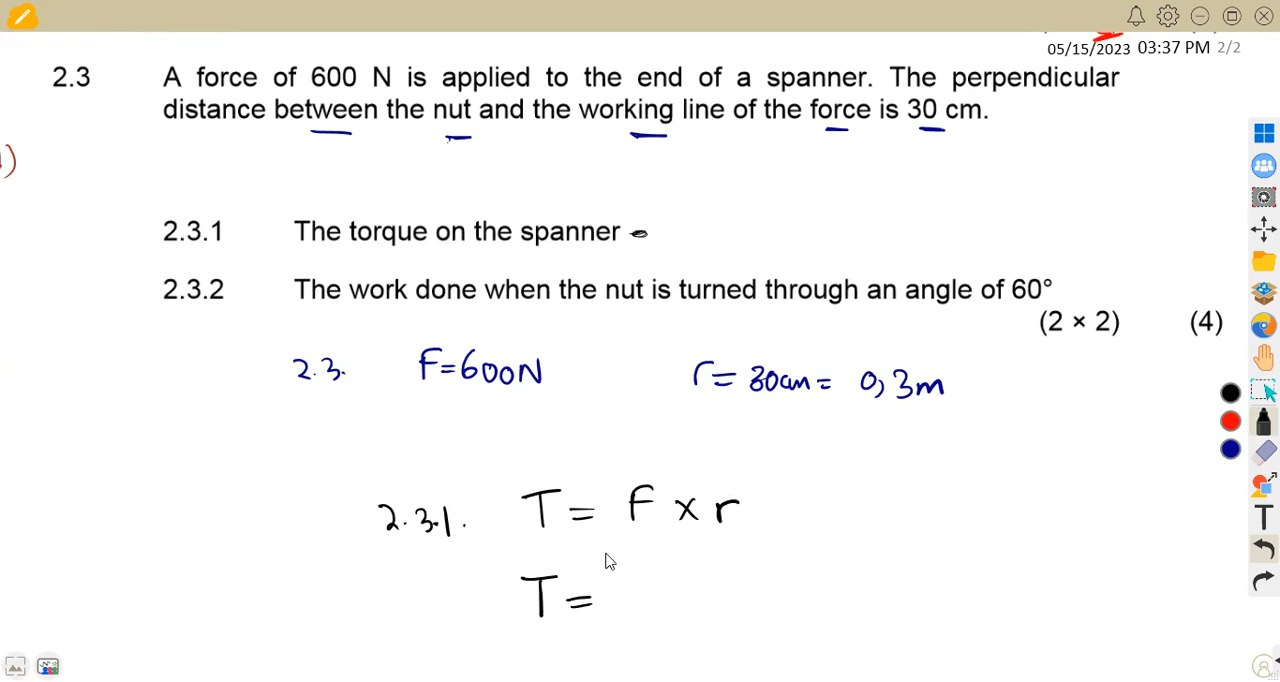 05/15/2023 03:37 PM 2/2
2.3 A force of 600 N is applied to the end of a spanner. The perpendicular
distance between the nut and the working line of the force is 30 cm.
2.3.1 The torque on the spanner
2.3.2 The work done when the nut is turned through an angle of 60°
(2 × 2) (4)
2.3. F=600N r= 30cm= 0,3m
2.3.1. T= F x r
T=
T